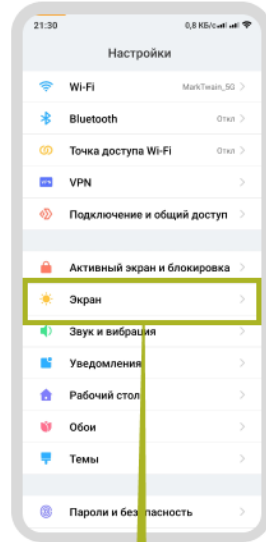 21:30 0,8 КБ/с
Настройки
Wi-Fi MarkTwain_5G
Bluetooth Откл
Точка доступа Wi-Fi Откл
VPN
Подключение и общий доступ
Активный экран и блокировка
Экран
Звук и вибрация
Уведомления
Рабочий стол
Обои
Темы
Пароли и безопасность